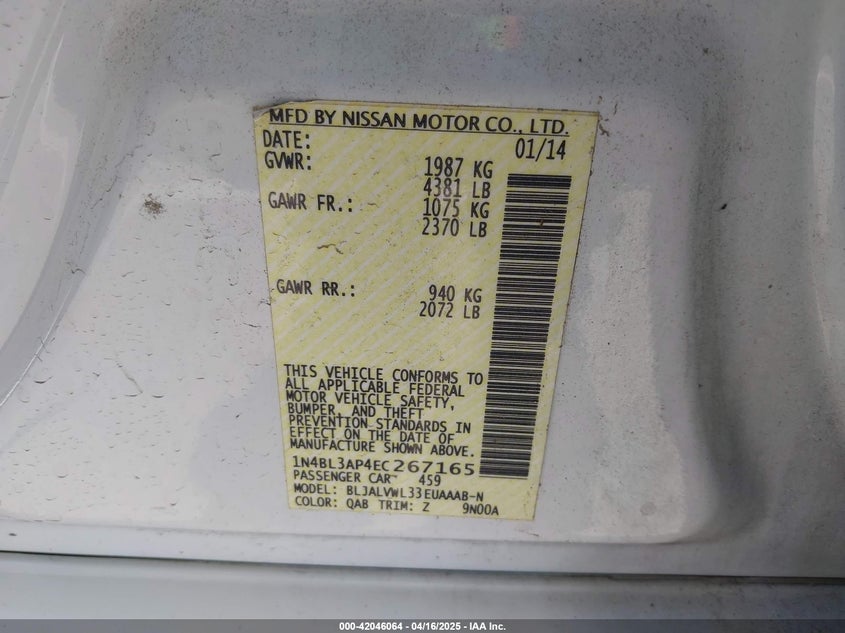 MFD BY NISSAN MOTOR CO., LTD.
DATE: 01/14
GVWR: 1987 KG
4381 LB
GAWR FR.: 1075 KG
2370 LB
GAWR RR.: 940 KG
2072 LB
THIS VEHICLE CONFORMS TO
ALL APPLICABLE FEDERAL
MOTOR VEHICLE SAFETY,
BUMPER, AND THEFT
PREVENTION STANDARDS IN
EFFECT ON THE DATE OF
MANUFACTURE SHOWN ABOVE.
1N4BL3AP4EC267165
PASSENGER CAR 459
MODEL: BLJALVWL33EUAAAB-N
COLOR: QAB TRIM: Z 9N00A
000-42046064 - 04/16/2025 - IAA Inc.